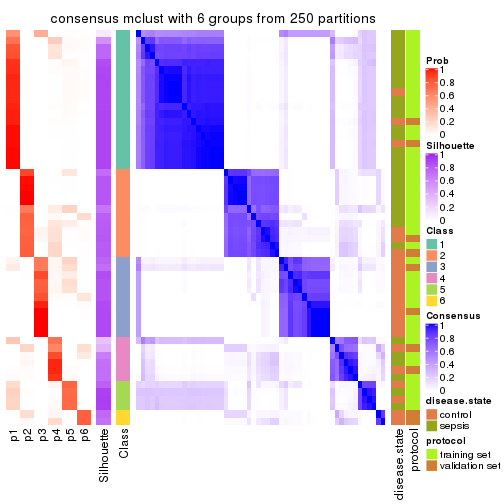 consensus mclust with 6 groups from 250 partitions
Prob
1
0.8
0.6
0.4
0.2
0
Silhouette
1
0.8
0.6
0.4
0.2
0
Class
1
2
3
4
5
6
Consensus
1
0.8
0.6
0.4
0.2
0
disease.state
control
sepsis
protocol
training set
validation set
p1
p2
p3
p4
p5
p6
Silhouette
Class
disease.state
protocol